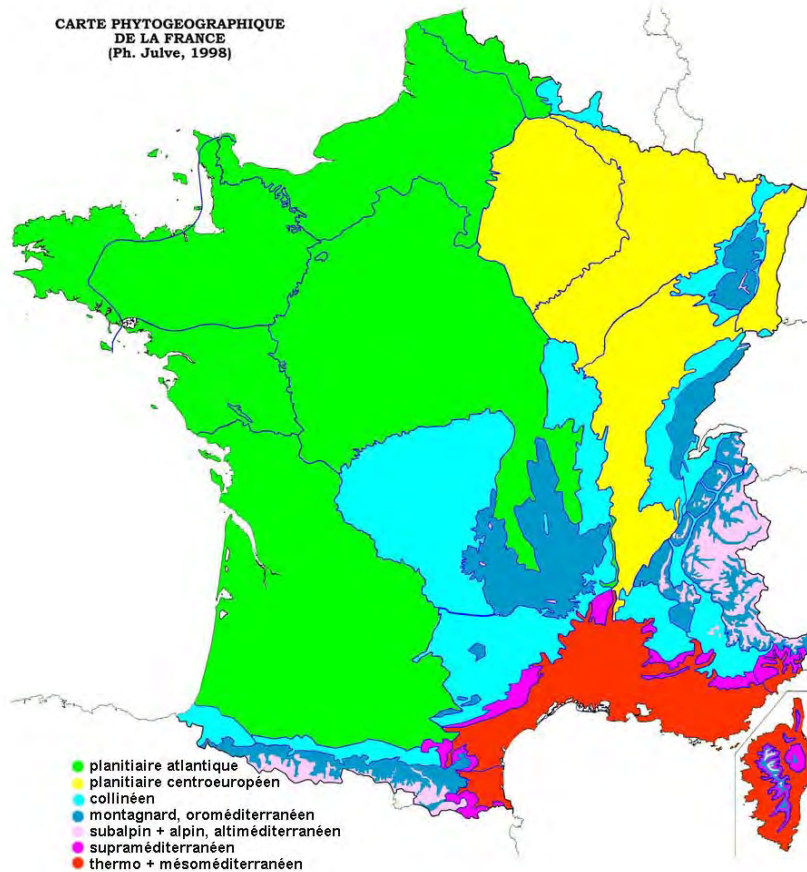 CARTE PHYTOGEOGRAPHIQUE
DE LA FRANCE
(Ph. Julve, 1998)
planitiaire atlantique
planitiaire centroeuropéen
collinéen
montagnard, oroméditerranéen
subalpin + alpin, altiméditerranéen
supraméditerranéen
thermo + mésoméditerranéen